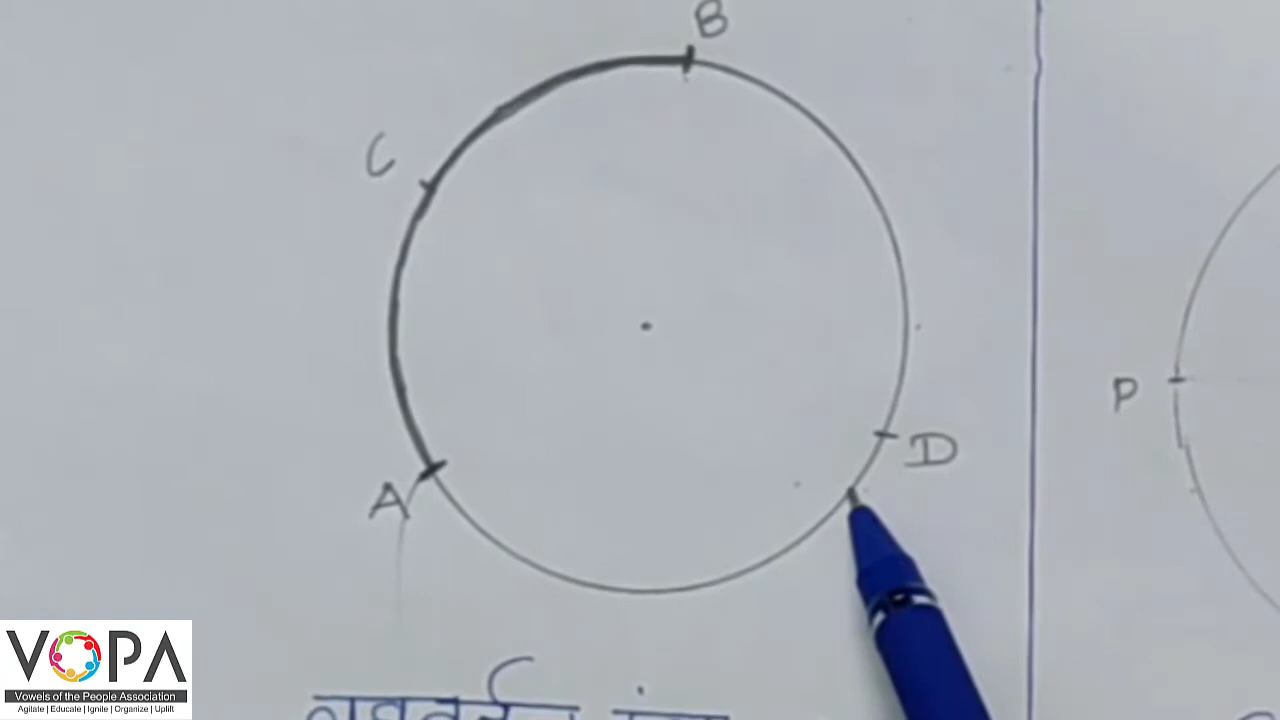 B
C
D
P
A
VOPA
Vowels of the People Association
Agitate | Educate | Ignite | Organize | Uplift